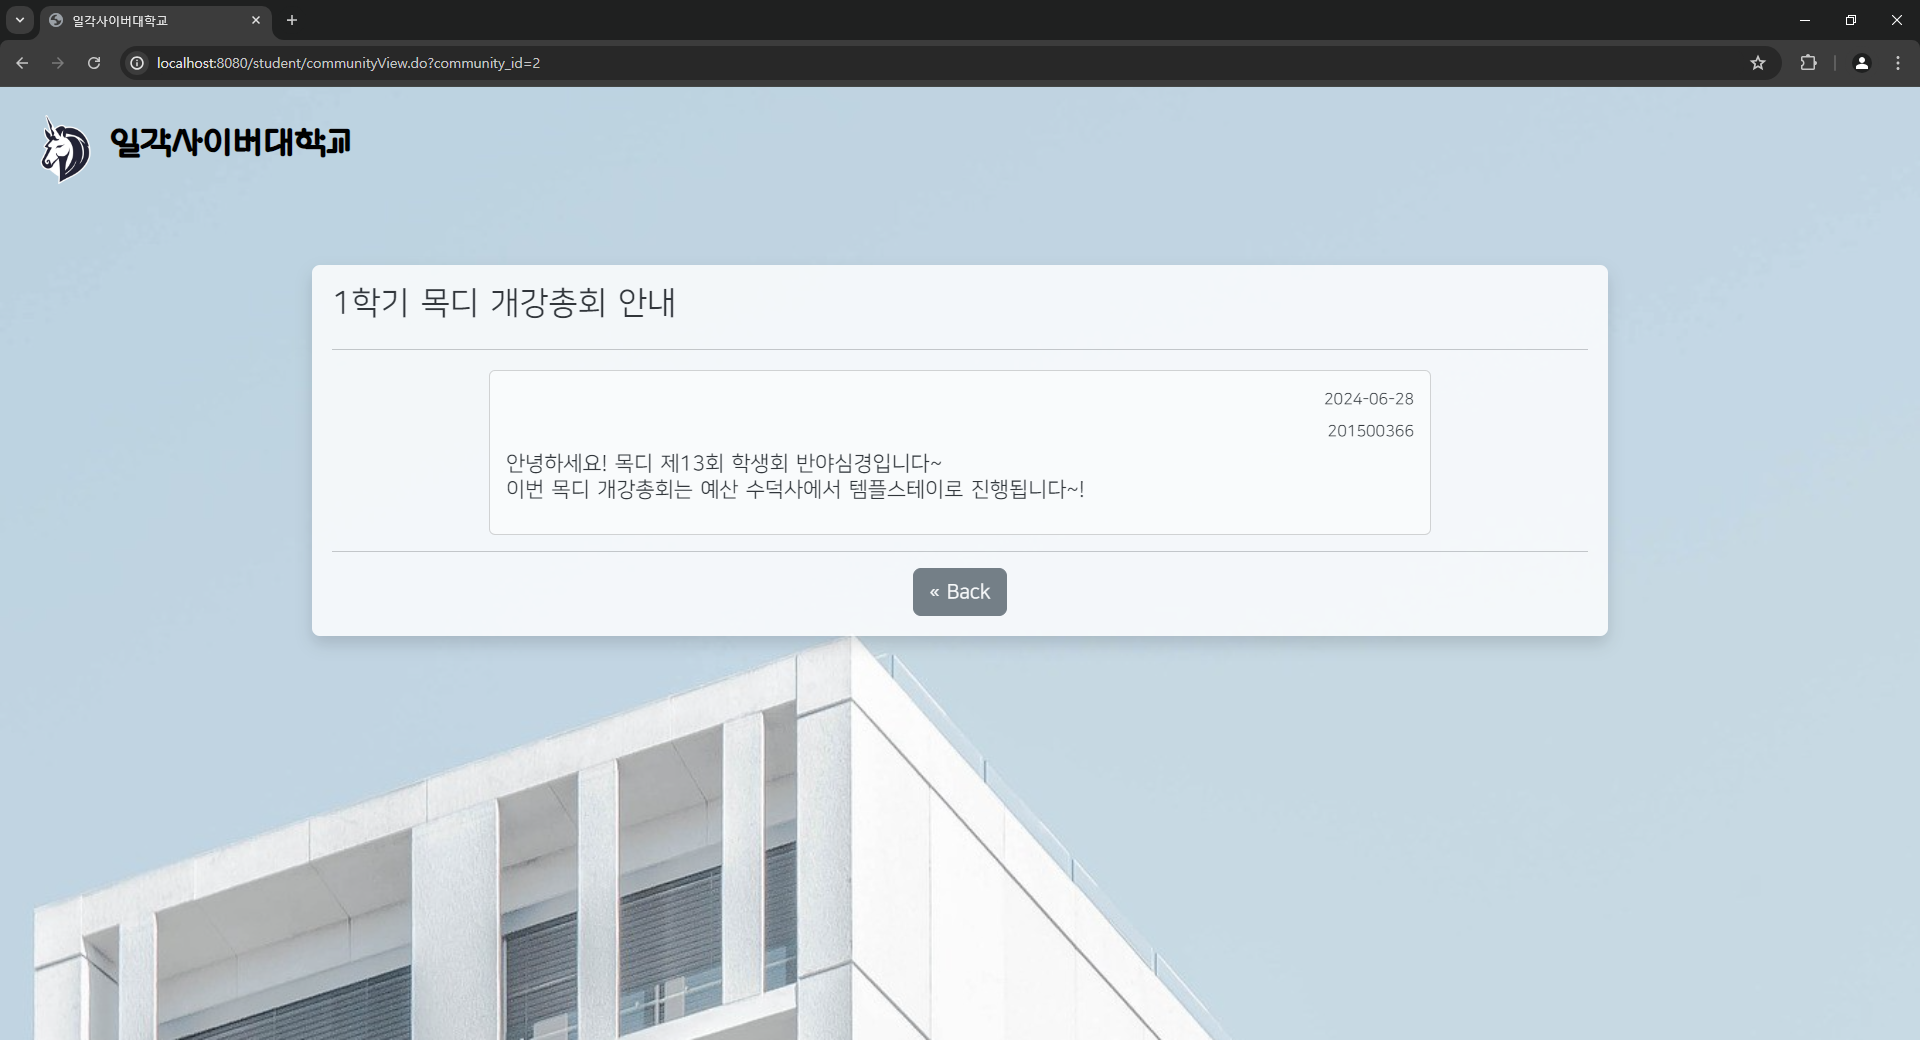 일각사이버대학교
localhost:8080/student/communityView.do?community_id=2
일각사이버대학교
1학기 목디 개강총회 안내
2024-06-28
201500366
안녕하세요! 목디 제13회 학생회 반야심경입니다~
이번 목디 개강총회는 예산 수덕사에서 템플스테이로 진행됩니다~!
« Back